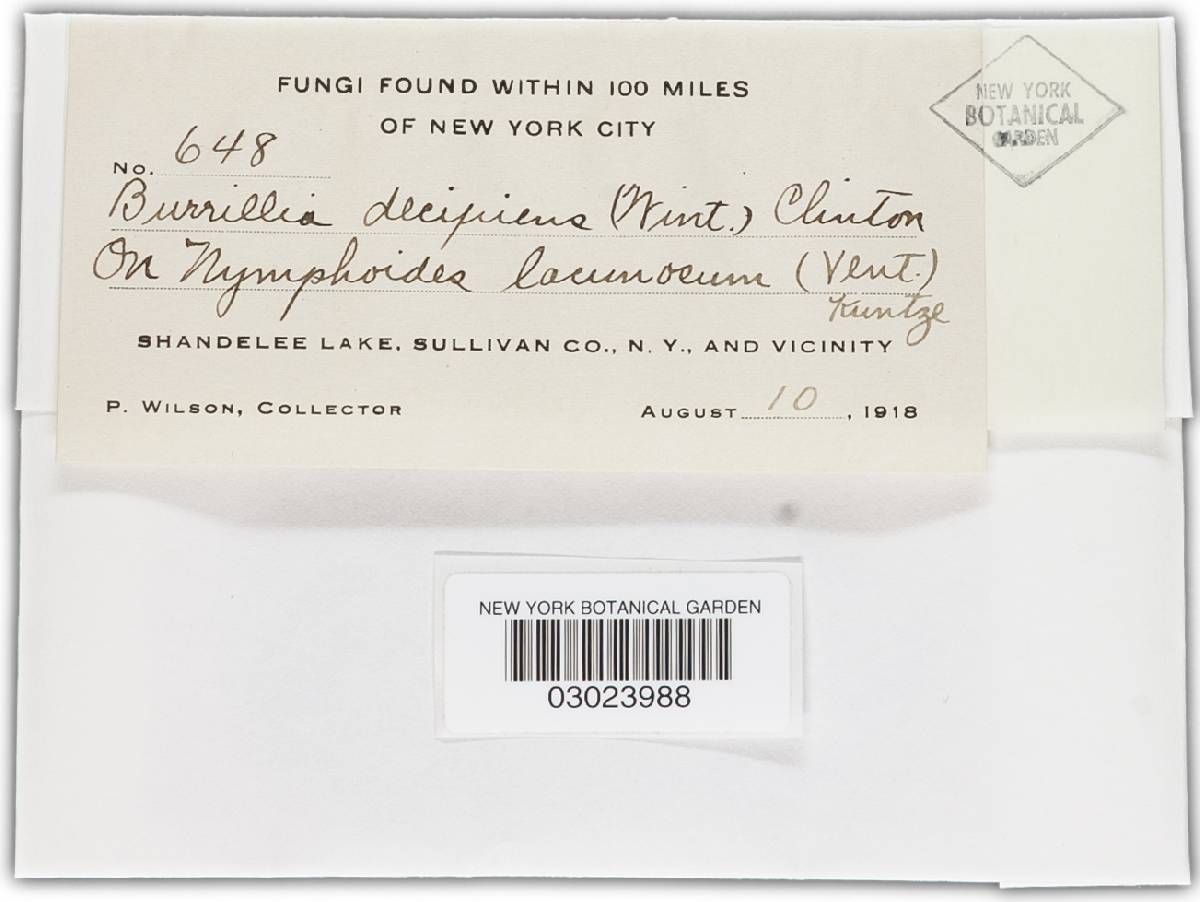 FUNGI FOUND WITHIN 100 MILES
OF NEW YORK CITY
No. 648
Burrillia decipiens (Wint.) Clinton
On Nymphoides lacunosum (Vent.)
Kuntze
SHANDELEE LAKE, SULLIVAN CO., N. Y., AND VICINITY
P. WILSON, COLLECTOR
AUGUST 10, 1918
NEW YORK
BOTANICAL
GARDEN
NEW YORK BOTANICAL GARDEN
03023988